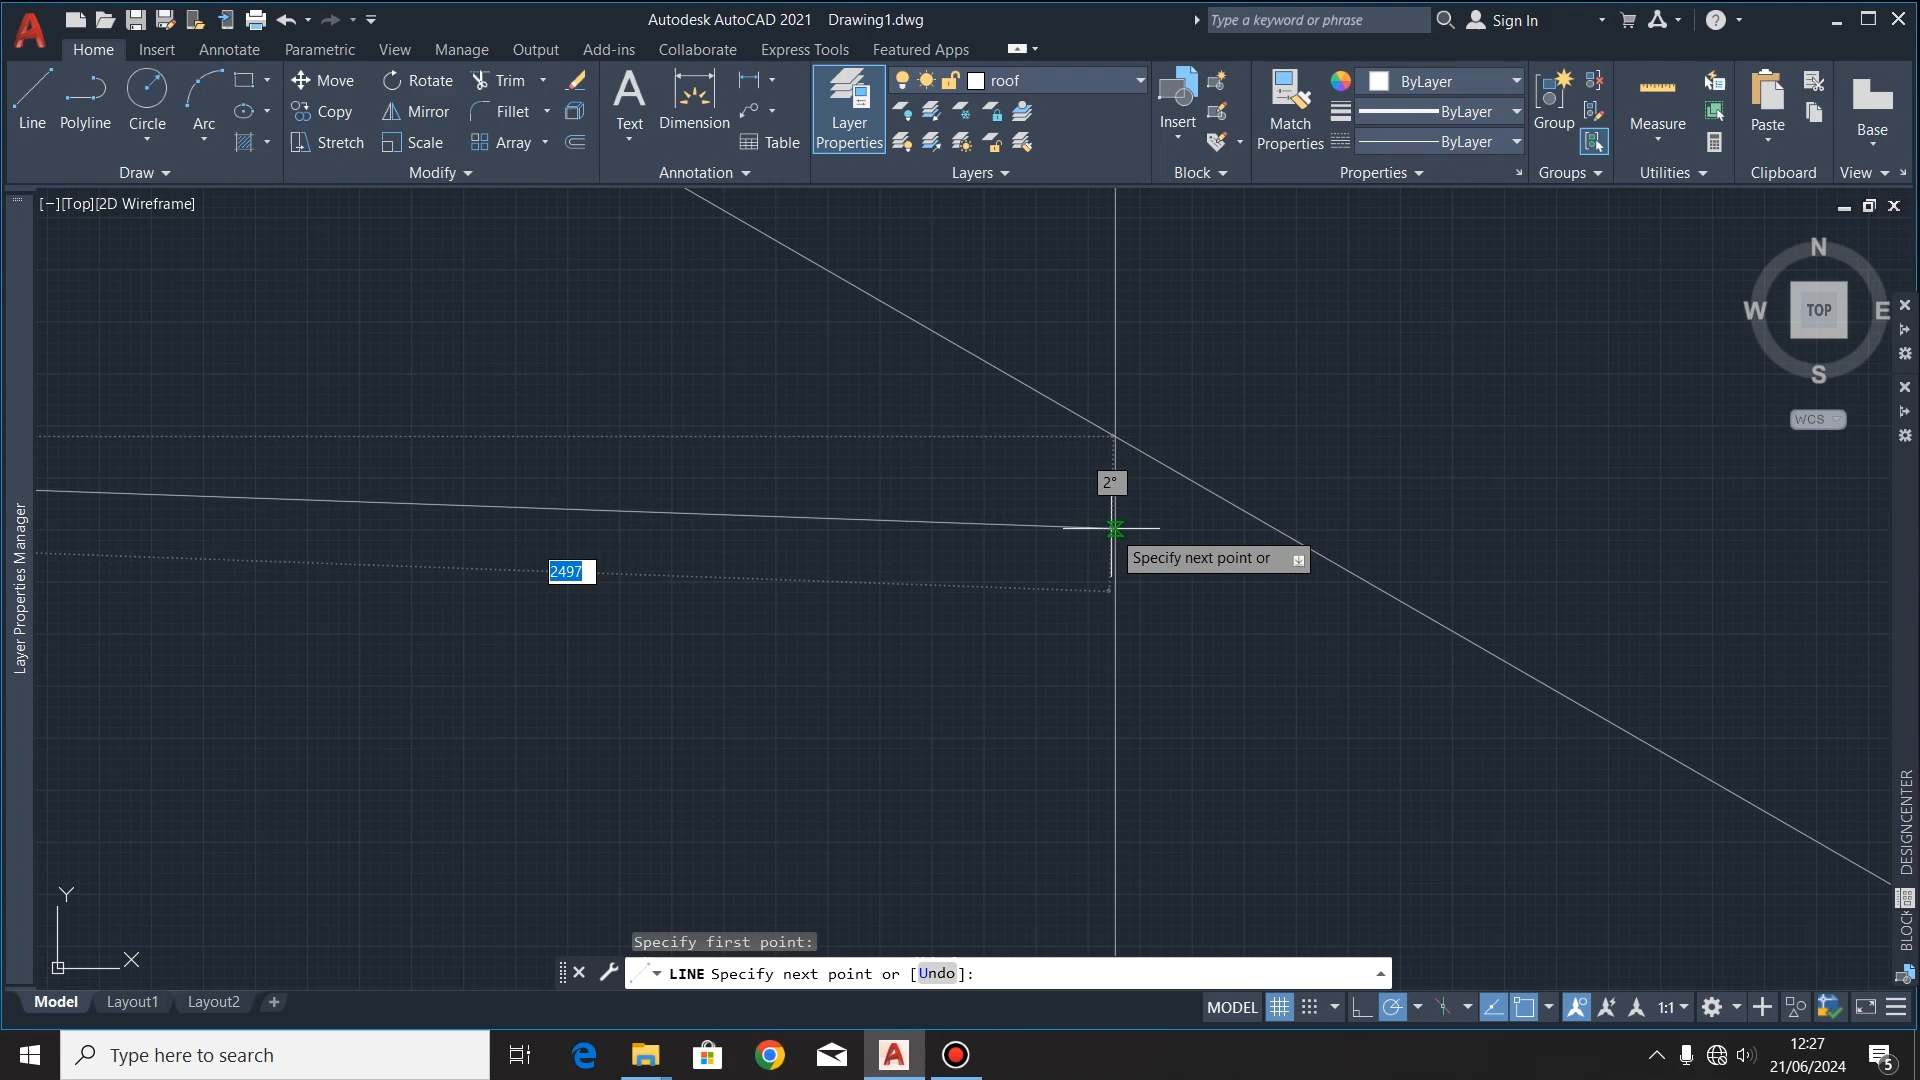 Autodesk AutoCAD 2021 Drawing1.dwg
Type a keyword or phrase
Sign In
Home Insert Annotate Parametric View Manage Output Add-ins Collaborate Express Tools Featured Apps
Line Polyline Circle Arc
Move Rotate Trim
Copy Mirror Fillet
Stretch Scale Array
Text Dimension Table
Layer Properties
roof
Insert
Match Properties
ByLayer
ByLayer
ByLayer
Group
Measure
Paste
Base
Draw Modify Annotation Layers Block Properties Groups Utilities Clipboard View
[−][Top][2D Wireframe]
N
W TOP E
S
WCS
2°
Specify next point or
2497
Layer Properties Manager
DESIGNCENTER
BLOCK
Y
X
Specify first point:
LINE Specify next point or [Undo]:
Model Layout1 Layout2
MODEL 1:1
Type here to search
12:27
21/06/2024
5